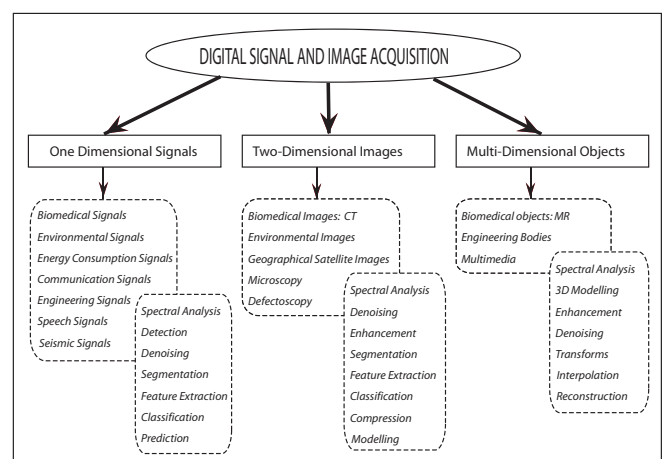 DIGITAL SIGNAL AND IMAGE ACQUISITION
One Dimensional Signals
Biomedical Signals
Environmental Signals
Energy Consumption Signals
Communication Signals
Engineering Signals
Speech Signals
Seismic Signals
Spectral Analysis
Detection
Denoising
Segmentation
Feature Extraction
Classification
Prediction
Two-Dimensional Images
Biomedical Images: CT
Environmental Images
Geographical Satellite Images
Microscopy
Defectoscopy
Spectral Analysis
Denoising
Enhancement
Segmentation
Feature Extraction
Classification
Compression
Modelling
Multi-Dimensional Objects
Biomedical objects: MR
Engineering Bodies
Multimedia
Spectral Analysis
3D Modelling
Enhancement
Denoising
Transforms
Interpolation
Reconstruction